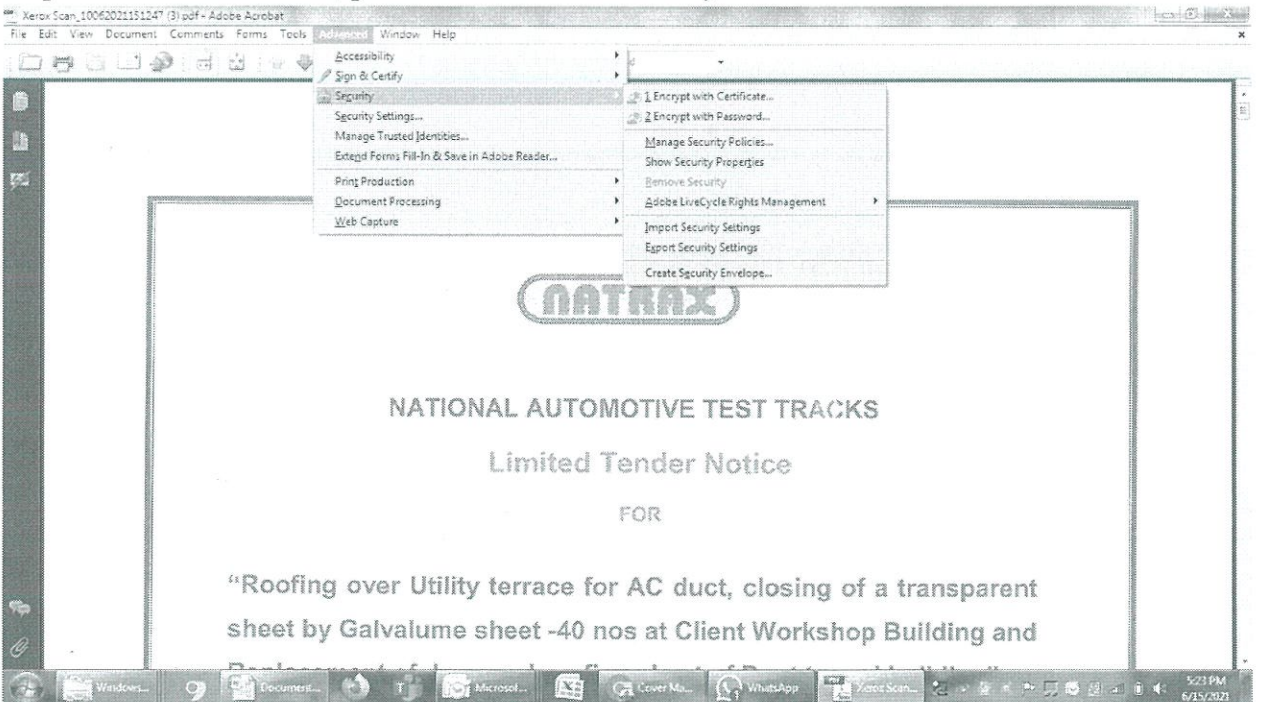 Xerox Scan_10062021151247 (3).pdf - Adobe Acrobat
File Edit View Document Comments Forms Tools Advanced Window Help
Accessibility
Sign & Certify
Security
Security Settings...
Manage Trusted Identities...
Extend Forms Fill-In & Save in Adobe Reader...
Print Production
Document Processing
Web Capture
1 Encrypt with Certificate...
2 Encrypt with Password...
Manage Security Policies...
Show Security Properties
Remove Security
Adobe LiveCycle Rights Management
Import Security Settings
Export Security Settings
Create Security Envelope...
NATRAX
NATIONAL AUTOMOTIVE TEST TRACKS
Limited Tender Notice
FOR
“Roofing over Utility terrace for AC duct, closing of a transparent
sheet by Galvalume sheet -40 nos at Client Workshop Building and
Windows... Document... Microsof... Cover Ma... WhatsApp Xerox Scan... 5:23 PM
6/15/2021